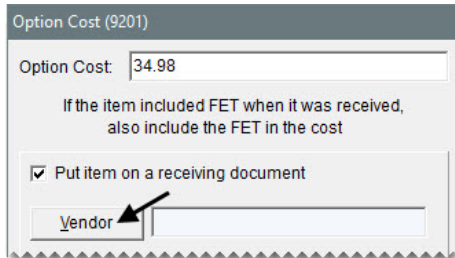 Option Cost (9201)
Option Cost: 34.98
If the item included FET when it was received,
also include the FET in the cost
Put item on a receiving document
Vendor